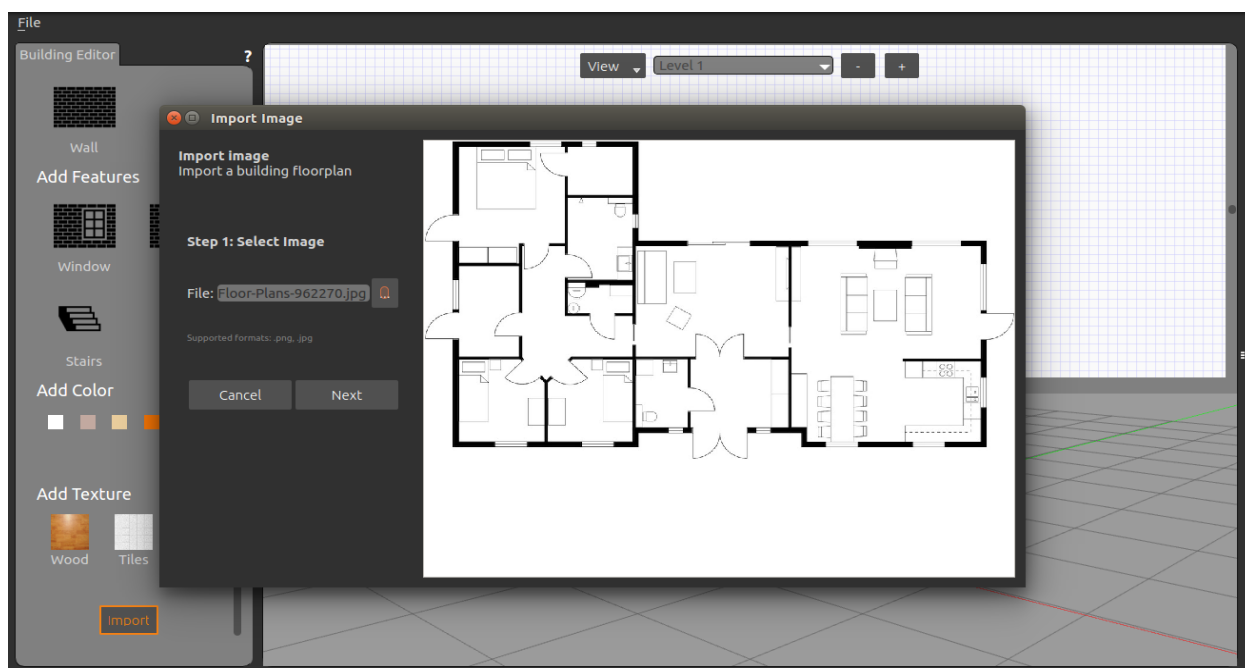 File
Building Editor
?
View
Level 1
-
+
Wall
Add Features
Window
Stairs
Add Color
Add Texture
Wood
Tiles
Import
Import Image
Import image
Import a building floorplan
Step 1: Select Image
File: Floor-Plans-962270.jpg
Supported formats: .png, .jpg
Cancel
Next